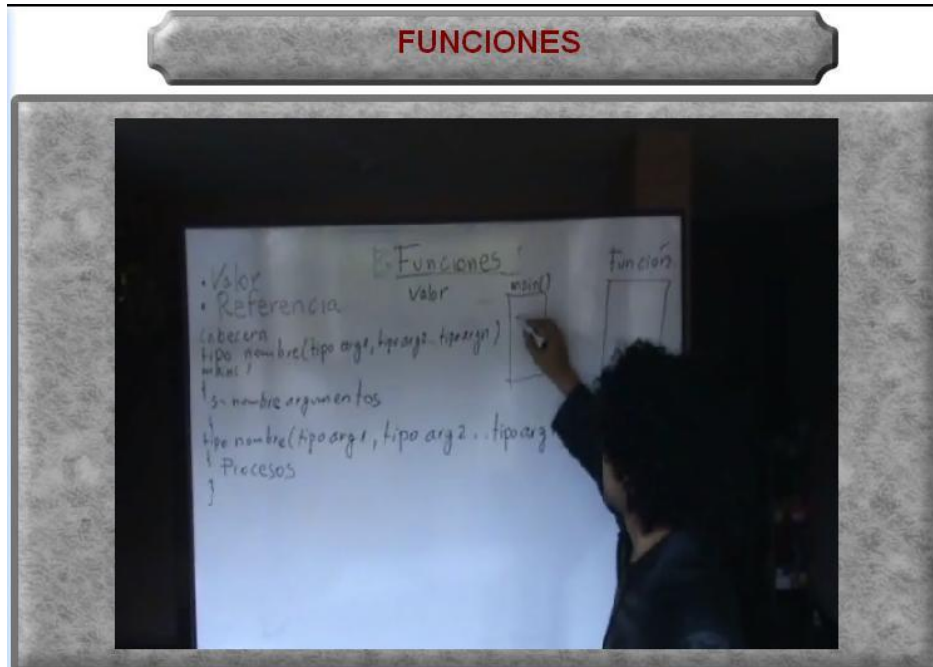 FUNCIONES
Funciones
Función
• Valor
Valor
main()
• Referencia
Cabecera
tipo nombre(tipo arg1, tipo arg2.. tipo argn)
main()
{
nombre argumentos
}
tipo nombre(tipo arg1, tipo arg2..tipo arg
{
Procesos
}